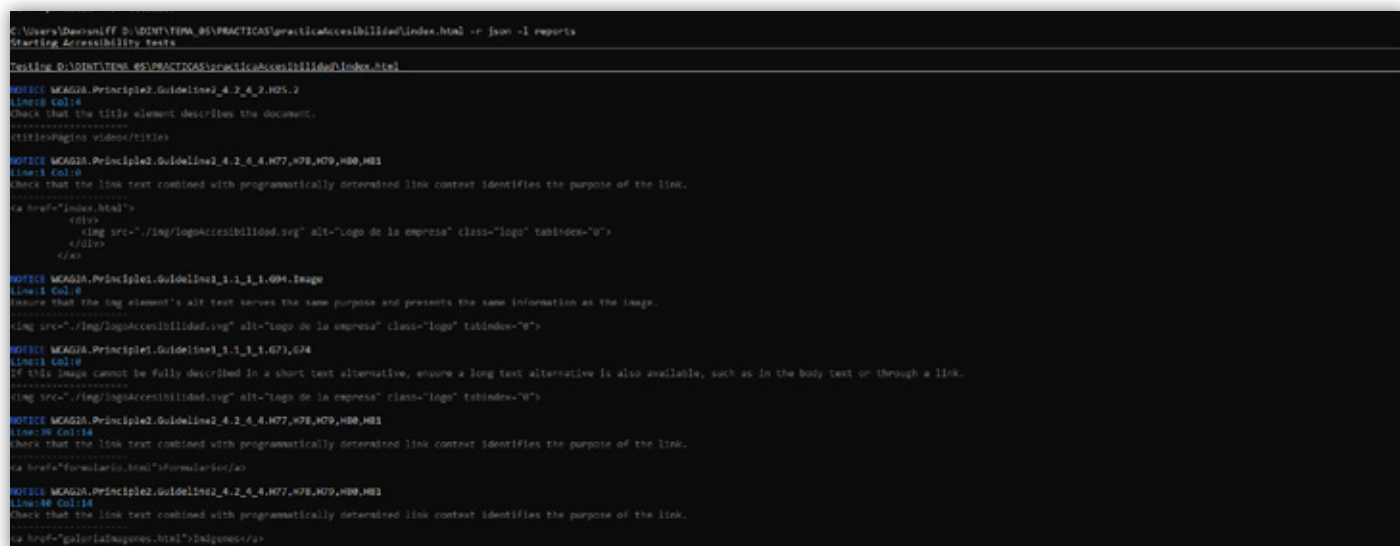 C:\Users\Dav>sniff D:\DINT\TEMA_05\PRACTICAS\practicaAccesibilidad\index.html -r json -l reports
Starting Accessibility tests
Testing D:\DINT\TEMA_05\PRACTICAS\practicaAccesibilidad\index.html
NOTICE WCAG2A.Principle2.Guideline2_4.2_4_2.H25.2
Line:8 Col:4
Check that the title element describes the document.
--------------------
<title>Página video</title>
NOTICE WCAG2A.Principle2.Guideline2_4.2_4_4.H77,H78,H79,H80,H81
Line:1 Col:0
Check that the link text combined with programmatically determined link context identifies the purpose of the link.
--------------------
<a href="index.html">
<div>
<img src="./img/logoAccesibilidad.svg" alt="Logo de la empresa" class="logo" tabindex="0">
</div>
</a>
NOTICE WCAG2A.Principle1.Guideline1_1.1_1_1.G94.Image
Line:1 Col:0
Ensure that the img element's alt text serves the same purpose and presents the same information as the image.
--------------------
<img src="./img/logoAccesibilidad.svg" alt="Logo de la empresa" class="logo" tabindex="0">
NOTICE WCAG2A.Principle1.Guideline1_1.1_1_1.G73,G74
Line:1 Col:0
If this image cannot be fully described in a short text alternative, ensure a long text alternative is also available, such as in the body text or through a link.
--------------------
<img src="./img/logoAccesibilidad.svg" alt="Logo de la empresa" class="logo" tabindex="0">
NOTICE WCAG2A.Principle2.Guideline2_4.2_4_4.H77,H78,H79,H80,H81
Line:39 Col:14
Check that the link text combined with programmatically determined link context identifies the purpose of the link.
--------------------
<a href="formulario.html">Formulario</a>
NOTICE WCAG2A.Principle2.Guideline2_4.2_4_4.H77,H78,H79,H80,H81
Line:40 Col:14
Check that the link text combined with programmatically determined link context identifies the purpose of the link.
--------------------
<a href="galeriaImagenes.html">Imágenes</a>